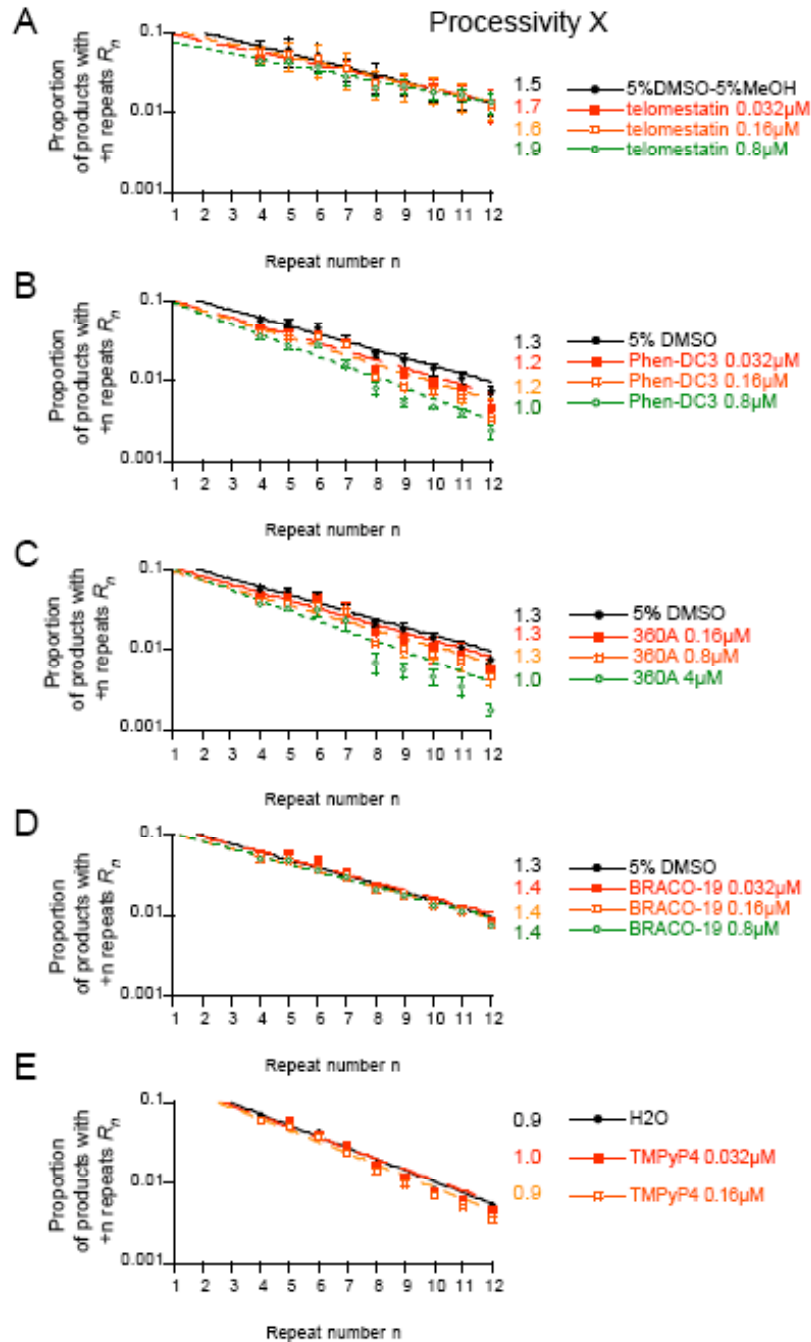 A
Processivity X
Proportion
of products with
+n repeats Rn
0.1
0.01
0.001
1 2 3 4 5 6 7 8 9 10 11 12
Repeat number n
1.5 5%DMSO-5%MeOH
1.7 telomestatin 0.032µM
1.6 telomestatin 0.16µM
1.9 telomestatin 0.8µM
B
Proportion
of products with
+n repeats Rn
0.1
0.01
0.001
1 2 3 4 5 6 7 8 9 10 11 12
Repeat number n
1.3 5% DMSO
1.2 Phen-DC3 0.032µM
1.2 Phen-DC3 0.16µM
1.0 Phen-DC3 0.8µM
C
Proportion
of products with
+n repeats Rn
0.1
0.01
0.001
1 2 3 4 5 6 7 8 9 10 11 12
Repeat number n
1.3 5% DMSO
1.3 360A 0.16µM
1.3 360A 0.8µM
1.0 360A 4µM
D
Proportion
of products with
+n repeats Rn
0.1
0.01
0.001
1 2 3 4 5 6 7 8 9 10 11 12
Repeat number n
1.3 5% DMSO
1.4 BRACO-19 0.032µM
1.4 BRACO-19 0.16µM
1.4 BRACO-19 0.8µM
E
Proportion
of products with
+n repeats Rn
0.1
0.01
0.001
1 2 3 4 5 6 7 8 9 10 11 12
Repeat number n
0.9 H2O
1.0 TMPyP4 0.032µM
0.9 TMPyP4 0.16µM